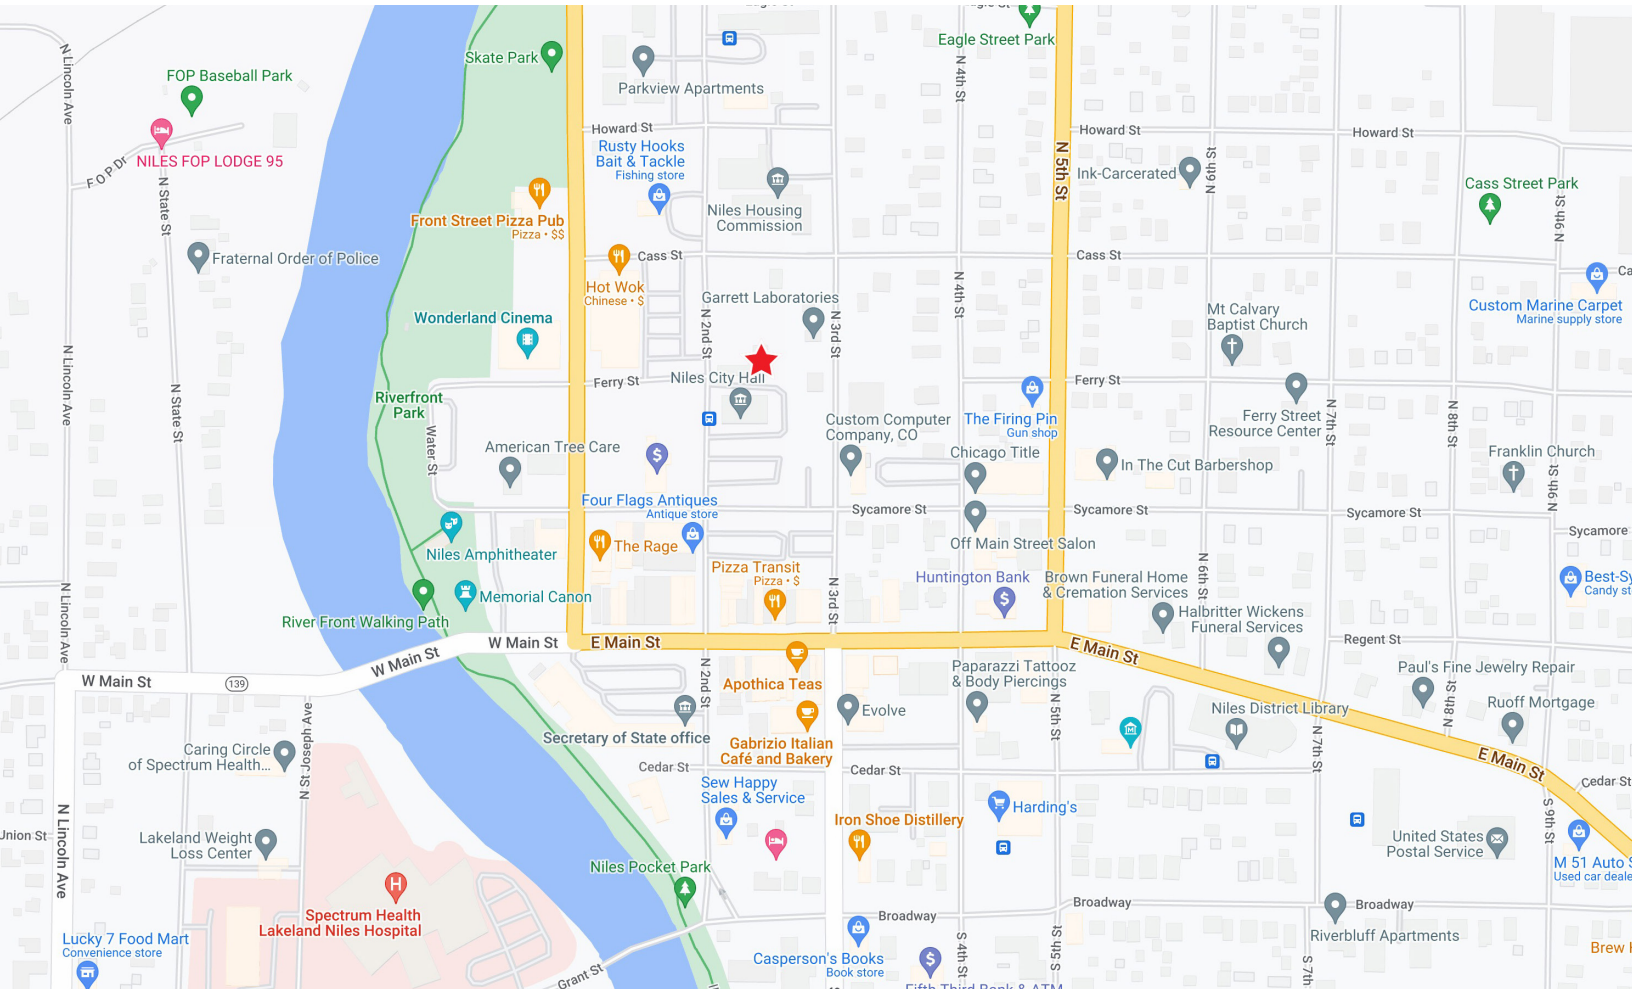 Eagle St
Eagle St
N Lincoln Ave
Skate Park
Eagle Street Park
N 4th St
FOP Baseball Park
Parkview Apartments
NILES FOP LODGE 95
F O P Dr
Howard St
Howard St
Howard St
N State St
Rusty Hooks
Bait & Tackle
Fishing store
N 5th St
Ink-Carcerated
N 6th St
Cass Street Park
N 9th St
Front Street Pizza Pub
Pizza • $$
Niles Housing
Commission
Fraternal Order of Police
Cass St
Cass St
Ca
Hot Wok
Chinese • $
Garrett Laboratories
N 4th St
Custom Marine Carpet
Marine supply store
Wonderland Cinema
N 2nd St
N 3rd St
Mt Calvary
Baptist Church
N Lincoln Ave
N State St
Niles City Hall
Ferry St
Ferry St
Riverfront
Park
Water St
Custom Computer
Company, CO
The Firing Pin
Gun shop
Ferry Street
Resource Center
N 7th St
N 8th St
American Tree Care
$
Chicago Title
In The Cut Barbershop
Franklin Church
N 9th St
Four Flags Antiques
Antique store
Sycamore St
Sycamore St
Sycamore St
Sycamore
Niles Amphitheater
The Rage
Off Main Street Salon
Pizza Transit
Pizza • $
N 3rd St
Huntington Bank
$
Brown Funeral Home
& Cremation Services
N 6th St
Best-Sy
Candy st
N Lincoln Ave
Memorial Canon
River Front Walking Path
Halbritter Wickens
Funeral Services
W Main St
E Main St
E Main St
Regent St
W Main St
W Main St
139
N 2nd St
Apothica Teas
Paparazzi Tattooz
& Body Piercings
Paul's Fine Jewelry Repair
N 5th St
Evolve
Niles District Library
N 8th St
Ruoff Mortgage
N St Joseph Ave
Secretary of State office
Gabrizio Italian
Café and Bakery
N 7th St
E Main St
Caring Circle
of Spectrum Health...
Cedar St
Cedar St
Cedar St
Sew Happy
Sales & Service
Harding's
S 9th St
N Lincoln Ave
Union St
Lakeland Weight
Loss Center
Iron Shoe Distillery
United States
Postal Service
M 51 Auto S
Used car deale
Niles Pocket Park
H
Spectrum Health
Lakeland Niles Hospital
Broadway
Broadway
Broadway
Lucky 7 Food Mart
Convenience store
Casperson's Books
Book store
S 4th St
S 5th St
Riverbluff Apartments
S 7th
Brew H
Grant St
$
Fifth Third Bank & ATM